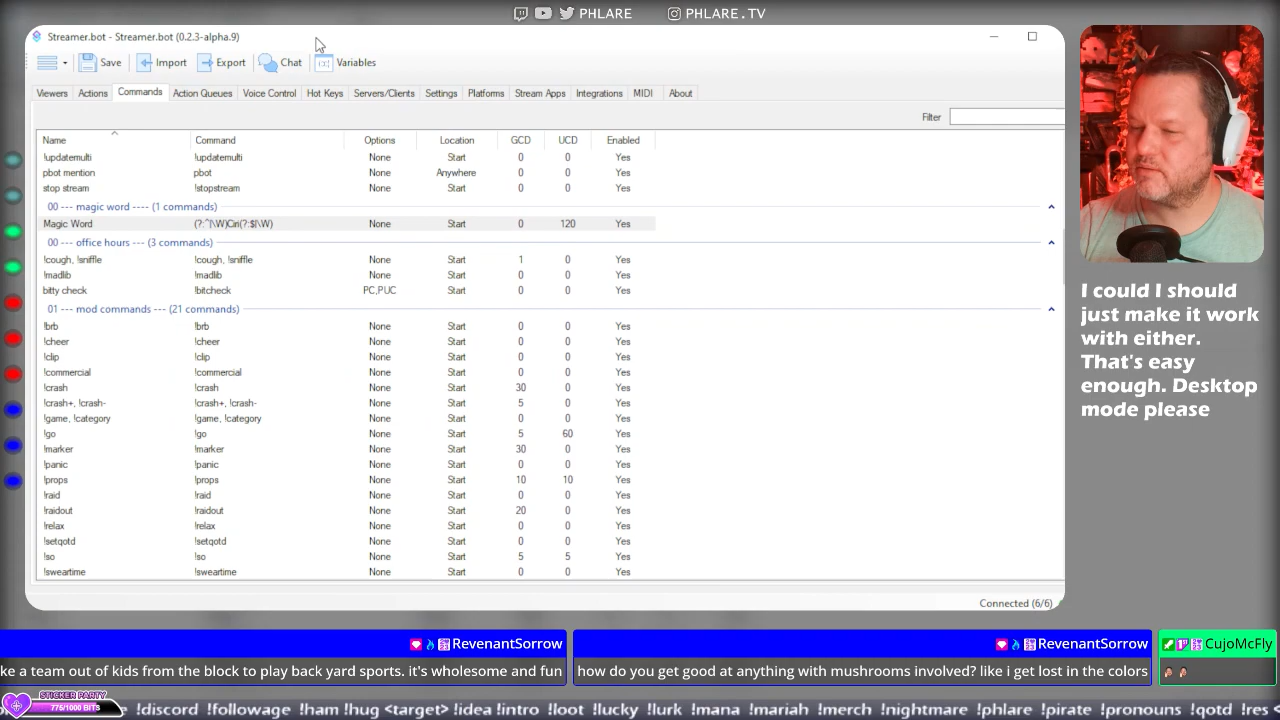 PHLARE PHLARE.TV
Streamer.bot - Streamer.bot (0.2.3-alpha.9)
Save Import Export Chat Variables
Viewers Actions Commands Action Queues Voice Control Hot Keys Servers/Clients Settings Platforms Stream Apps Integrations MIDI About
Filter
Name Command Options Location GCD UCD Enabled
!updatemulti !updatemulti None Start 0 0 Yes
pbot mention pbot None Anywhere 0 0 Yes
stop stream !stopstream None Start 0 0 Yes
00 --- magic word ---- (1 commands)
Magic Word (?:^|\W)Ciri(?:$|\W) None Start 0 120 Yes
00 --- office hours --- (3 commands)
!cough, !sniffle !cough, !sniffle None Start 1 0 Yes
!madlib !madlib None Start 0 0 Yes
bitty check !bitcheck PC,PUC Start 0 0 Yes
01 --- mod commands --- (21 commands)
!brb !brb None Start 0 0 Yes
!cheer !cheer None Start 0 0 Yes
!clip !clip None Start 0 0 Yes
!commercial !commercial None Start 0 0 Yes
!crash !crash None Start 30 0 Yes
!crash+, !crash- !crash+, !crash- None Start 5 0 Yes
!game, !category !game, !category None Start 0 0 Yes
!go !go None Start 5 60 Yes
!marker !marker None Start 30 0 Yes
!panic !panic None Start 0 0 Yes
!props !props None Start 10 10 Yes
!raid !raid None Start 0 0 Yes
!raidout !raidout None Start 20 0 Yes
!relax !relax None Start 0 0 Yes
!setqotd !setqotd None Start 0 0 Yes
!so !so None Start 5 5 Yes
!sweartime !sweartime None Start 0 0 Yes
Connected (6/6)
I could I should
just make it work
with either.
That's easy
enough. Desktop
mode please
RevenantSorrow RevenantSorrow CujoMcFly
ke a team out of kids from the block to play back yard sports. it's wholesome and fun how do you get good at anything with mushrooms involved? like i get lost in the colors
STICKER PARTY
775/1000 BITS
!discord !followage !ham !hug <target> !idea !intro !loot !lucky !lurk !mana !mariah !merch !nightmare !phlare !pirate !pronouns !qotd !res <